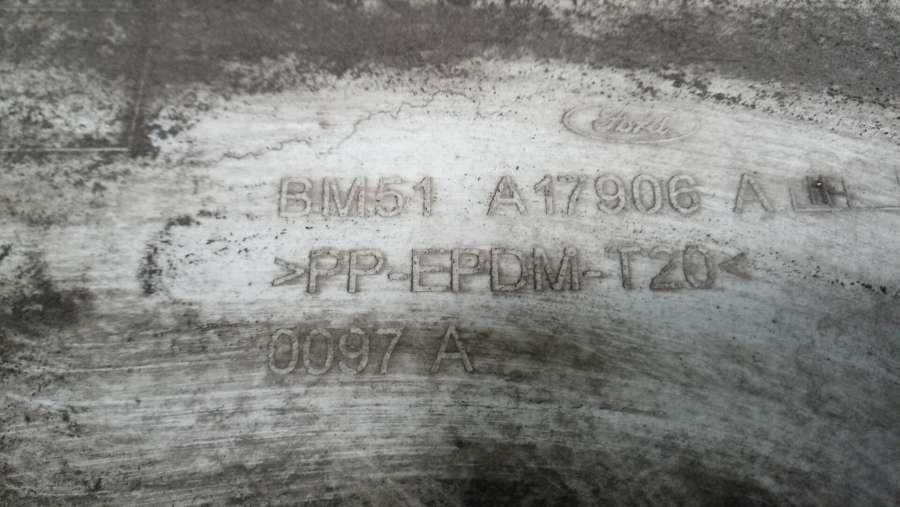 Ford
BM51 A17906 A
>PP-EPDM-T20<
0097 A